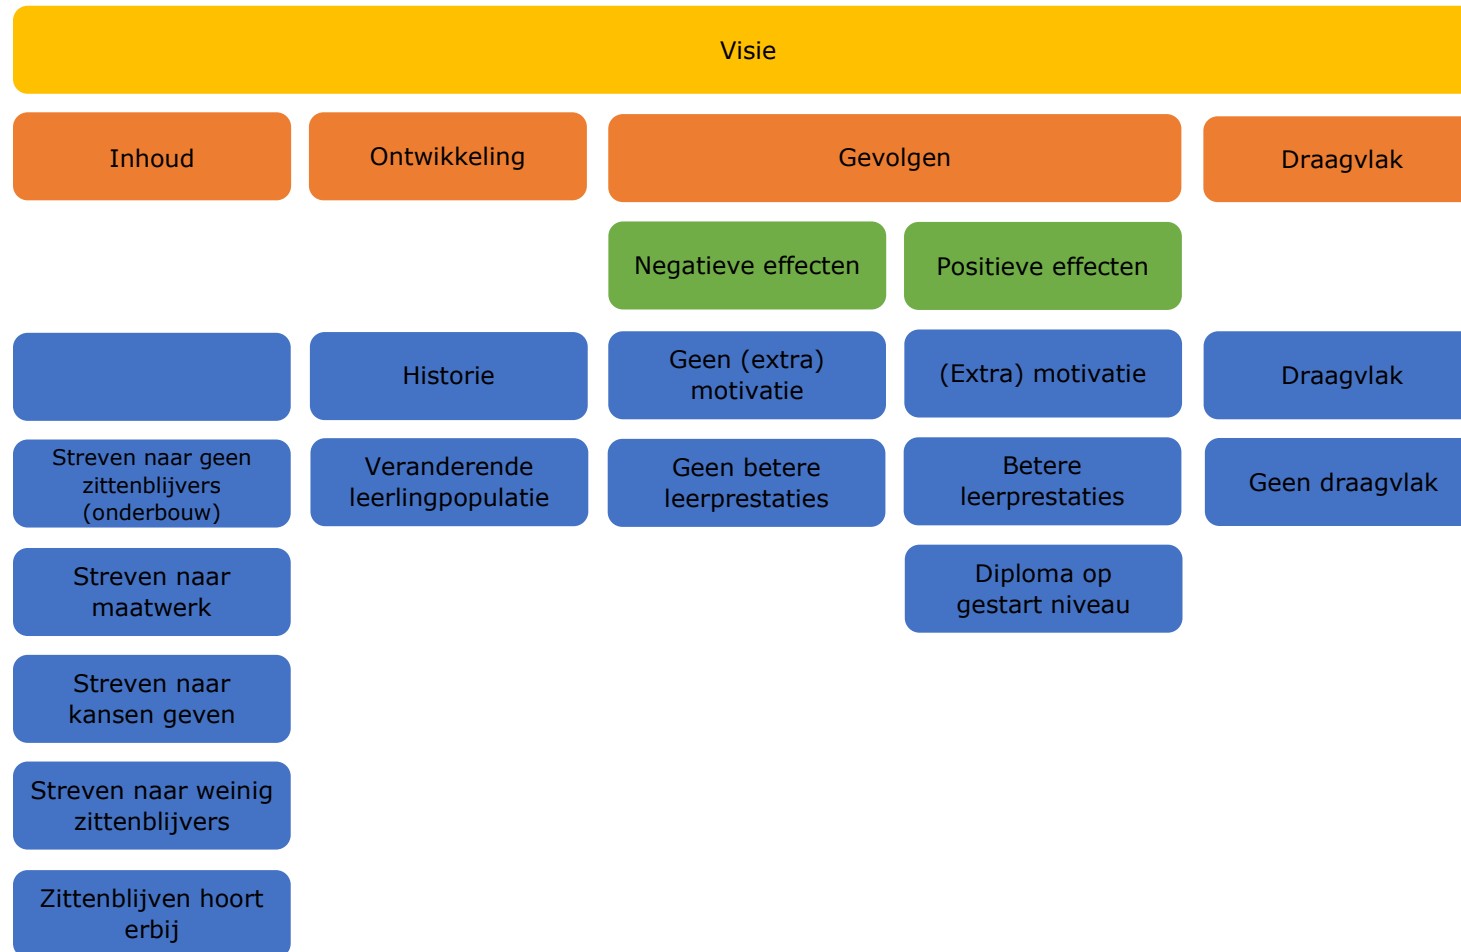 Visie
Inhoud
Ontwikkeling
Gevolgen
Draagvlak
Negatieve effecten
Positieve effecten
Historie
Geen (extra)
motivatie
(Extra) motivatie
Draagvlak
Streven naar geen
zittenblijvers
(onderbouw)
Veranderende
leerlingpopulatie
Geen betere
leerprestaties
Betere
leerprestaties
Geen draagvlak
Streven naar
maatwerk
Diploma op
gestart niveau
Streven naar
kansen geven
Streven naar weinig
zittenblijvers
Zittenblijven hoort
erbij